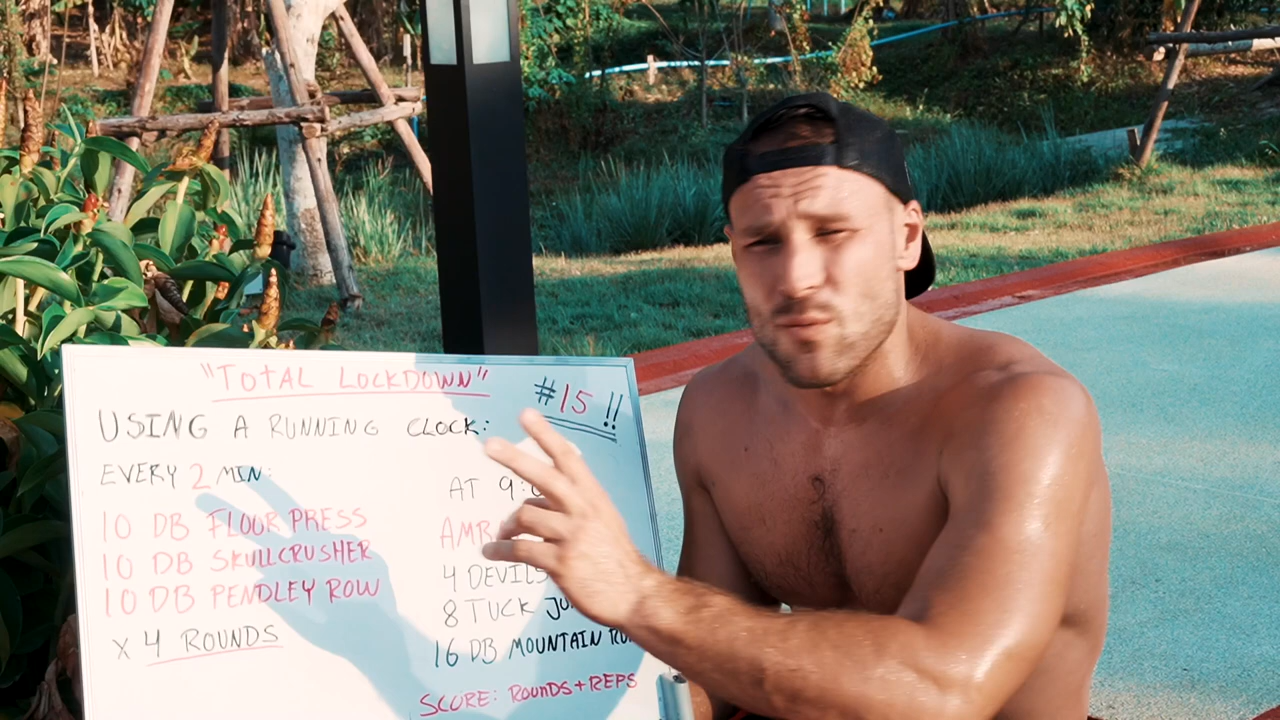 "TOTAL LOCKDOWN"
#15!!
USING A RUNNING CLOCK:
EVERY 2 MIN:
10 DB FLOOR PRESS
10 DB SKULLCRUSHER
10 DB PENDLEY ROW
X 4 ROUNDS
AT
4 DEVILS
8 TUCK
16 DB MOUNTAIN
SCORE: ROUNDS+REPS